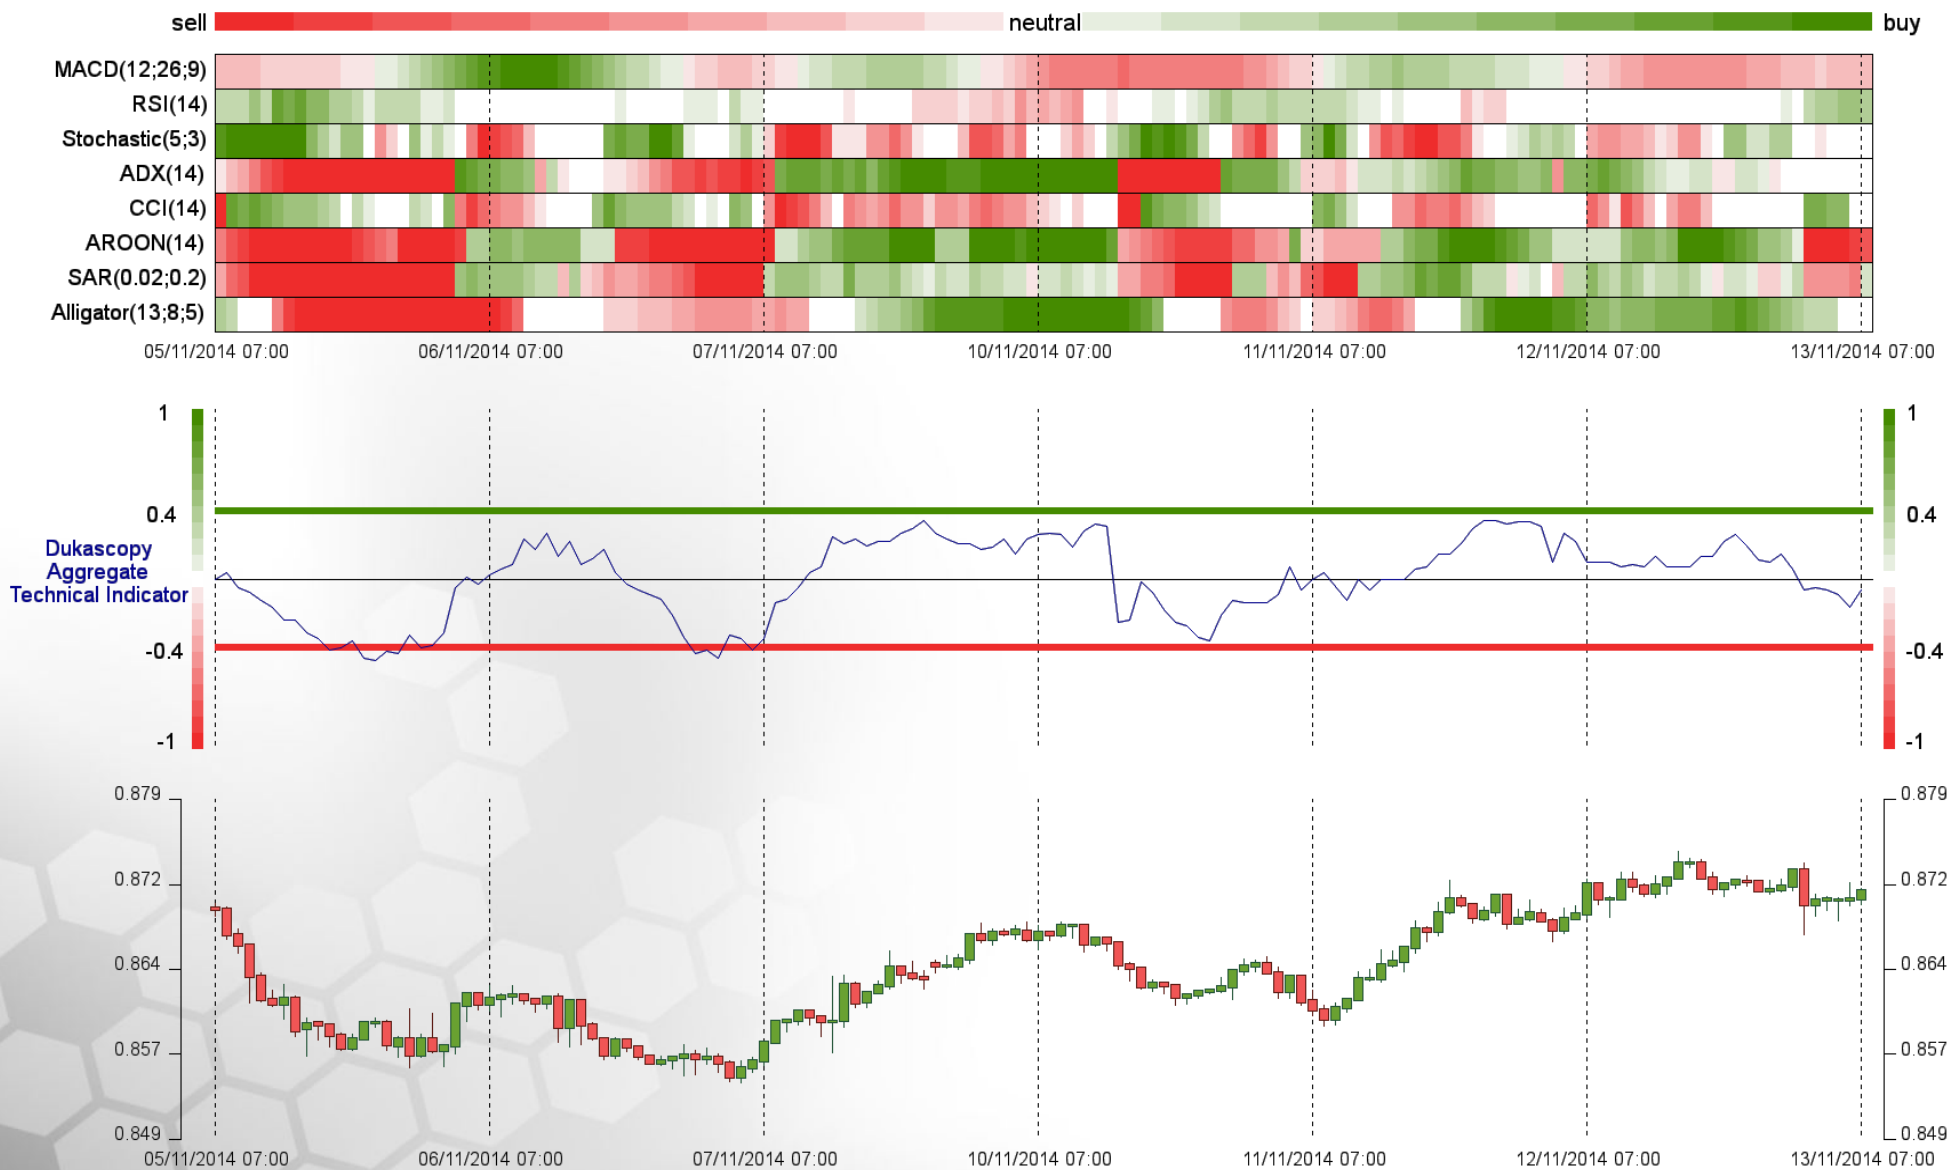 sell neutral buy
MACD(12;26;9)
RSI(14)
Stochastic(5;3)
ADX(14)
CCI(14)
AROON(14)
SAR(0.02;0.2)
Alligator(13;8;5)
05/11/2014 07:00 06/11/2014 07:00 07/11/2014 07:00 10/11/2014 07:00 11/11/2014 07:00 12/11/2014 07:00 13/11/2014 07:00
1 1
0.4 0.4
Dukascopy
Aggregate
Technical Indicator
-0.4 -0.4
-1 -1
0.879 0.879
0.872 0.872
0.864 0.864
0.857 0.857
0.849 0.849
05/11/2014 07:00 06/11/2014 07:00 07/11/2014 07:00 10/11/2014 07:00 11/11/2014 07:00 12/11/2014 07:00 13/11/2014 07:00